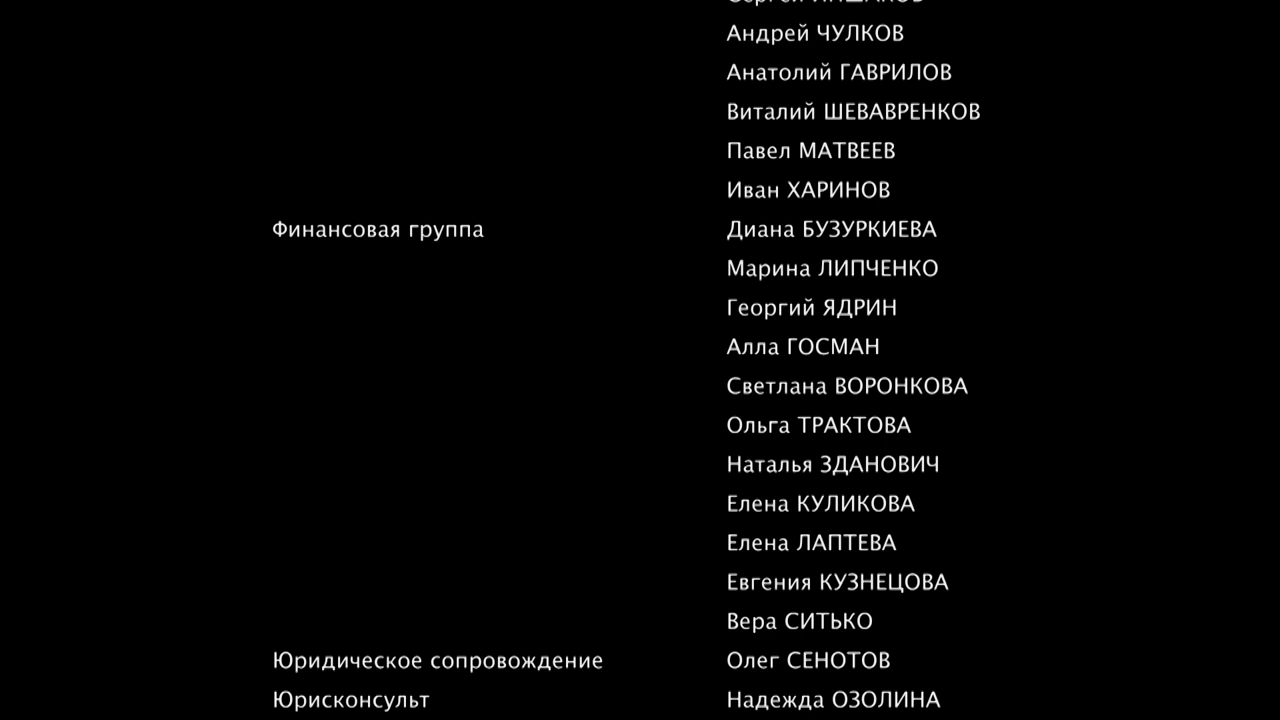 Андрей ЧУЛКОВ
Анатолий ГАВРИЛОВ
Виталий ШЕВАВРЕНКОВ
Павел МАТВЕЕВ
Иван ХАРИНОВ
Финансовая группа Диана БУЗУРКИЕВА
Марина ЛИПЧЕНКО
Георгий ЯДРИН
Алла ГОСМАН
Светлана ВОРОНКОВА
Ольга ТРАКТОВА
Наталья ЗДАНОВИЧ
Елена КУЛИКОВА
Елена ЛАПТЕВА
Евгения КУЗНЕЦОВА
Вера СИТЬКО
Юридическое сопровождение Олег СЕНОТОВ
Юрисконсульт Надежда ОЗОЛИНА